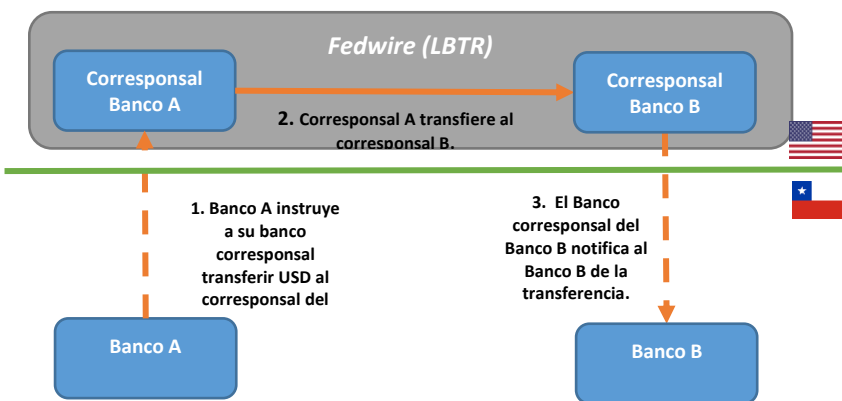 Fedwire (LBTR)
Corresponsal
Banco A
Corresponsal
Banco B
2. Corresponsal A transfiere al
corresponsal B.
1. Banco A instruye
a su banco
corresponsal
transferir USD al
corresponsal del
3. El Banco
corresponsal del
Banco B notifica al
Banco B de la
transferencia.
Banco A
Banco B